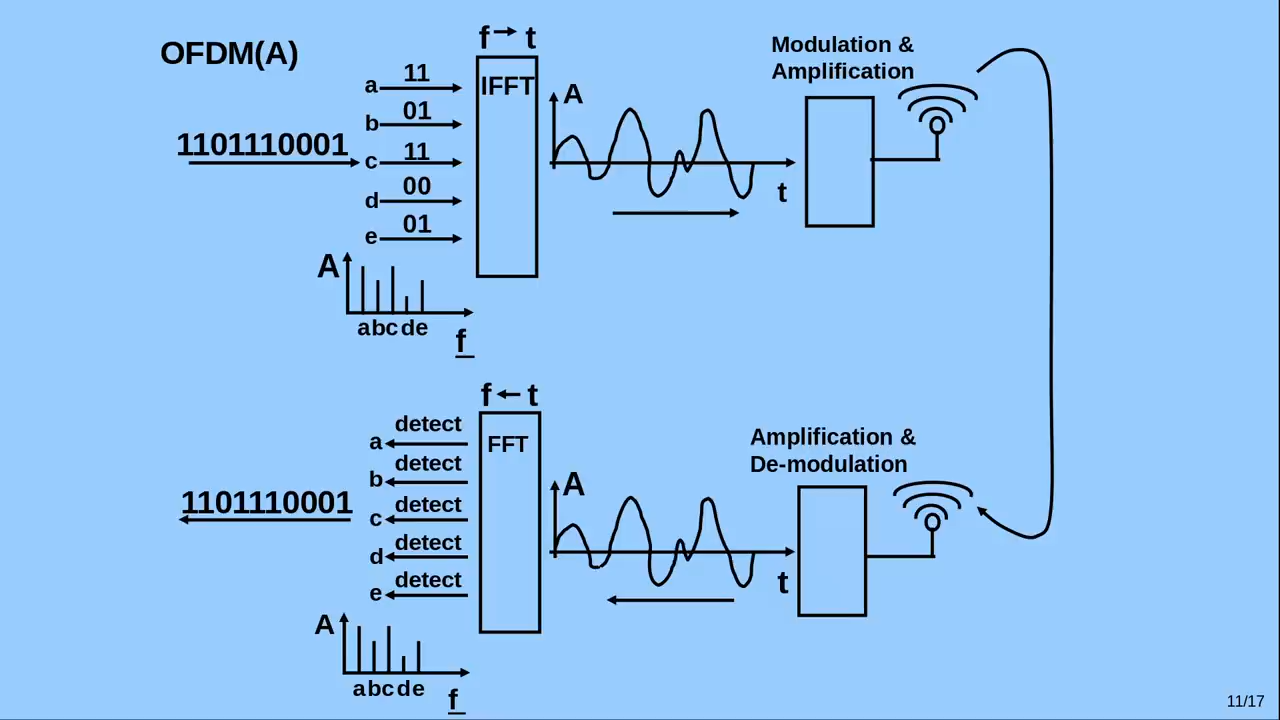 OFDM(A)
f → t
Modulation &
Amplification
IFFT
A
1101110001
a 11
b 01
c 11
d 00
e 01
t
A
abcde
f
f ← t
Amplification &
De-modulation
FFT
A
1101110001
a detect
b detect
c detect
d detect
e detect
t
A
abcde
f
11/17